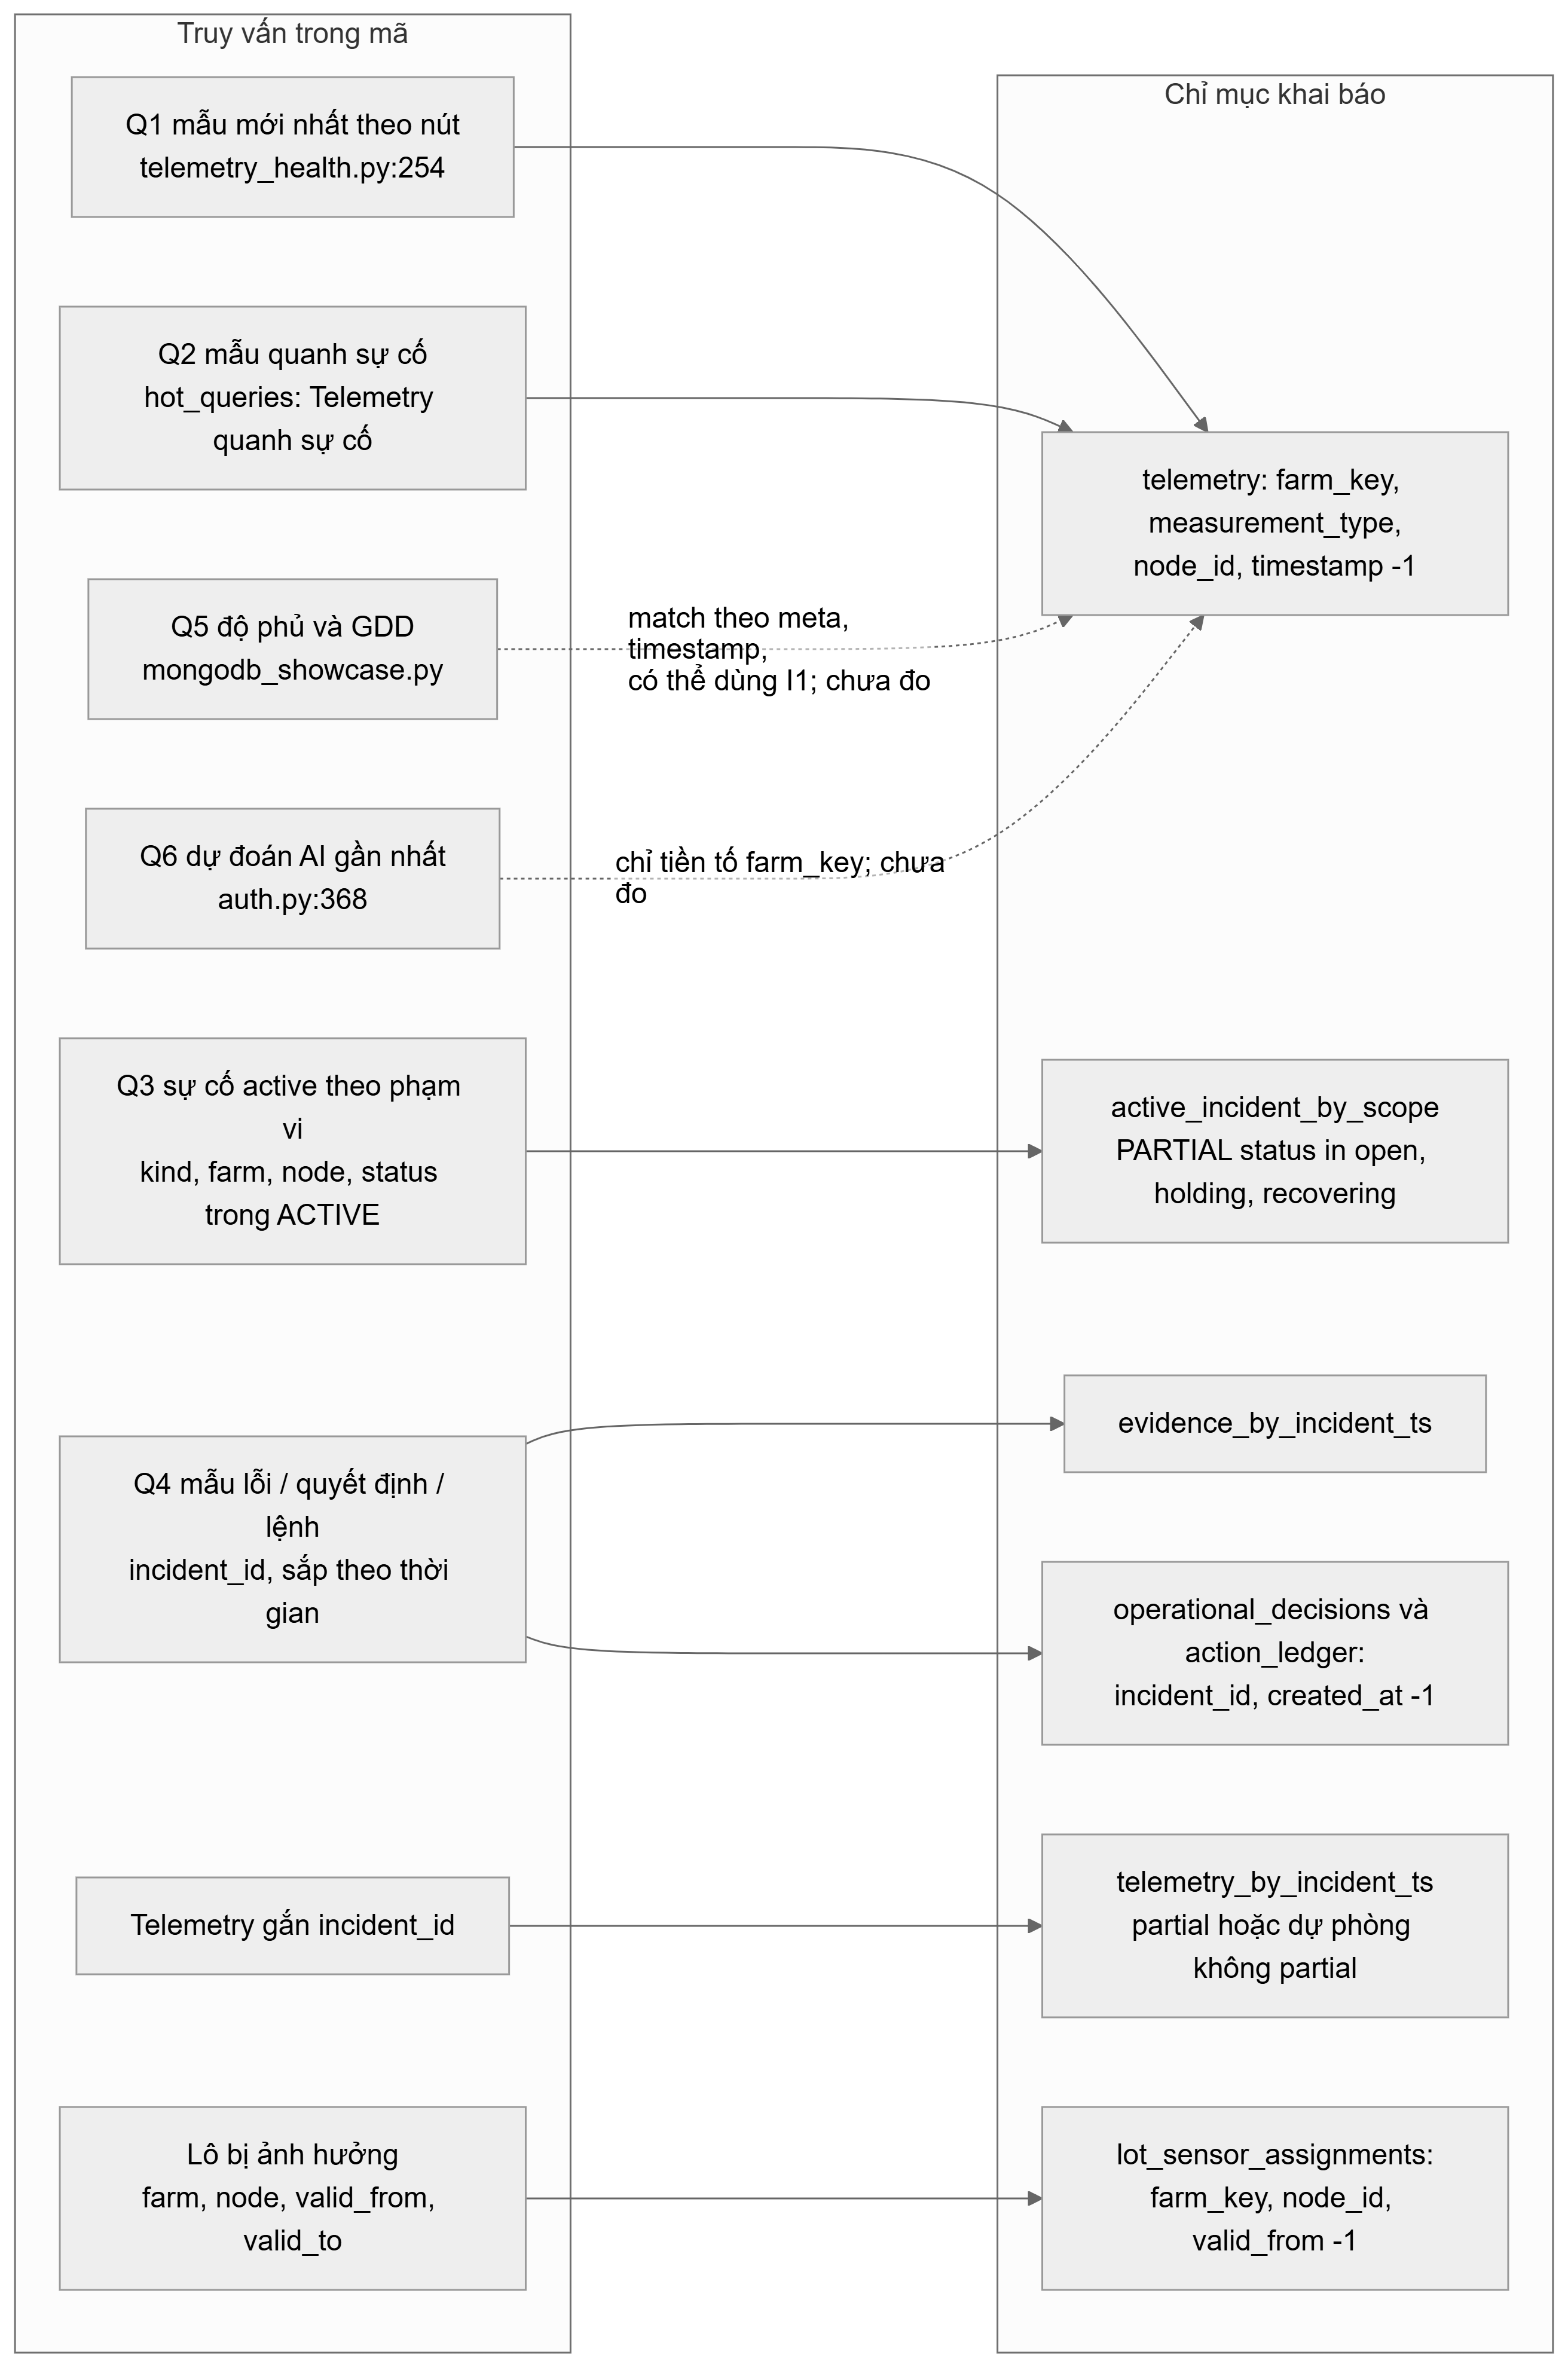 Truy vấn trong mã
Q1 mẫu mới nhất theo nút
telemetry_health.py:254
Q2 mẫu quanh sự cố
hot_queries: Telemetry
quanh sự cố
Q5 độ phủ và GDD
mongodb_showcase.py
Q6 dự đoán AI gần nhất
auth.py:368
Q3 sự cố active theo phạm
vi
kind, farm, node, status
trong ACTIVE
Q4 mẫu lỗi / quyết định /
lệnh
incident_id, sắp theo thời
gian
Telemetry gắn incident_id
Lô bị ảnh hưởng
farm, node, valid_from,
valid_to
match theo meta,
timestamp,
có thể dùng I1; chưa đo
chỉ tiền tố farm_key; chưa
đo
Chỉ mục khai báo
telemetry: farm_key,
measurement_type,
node_id, timestamp -1
active_incident_by_scope
PARTIAL status in open,
holding, recovering
evidence_by_incident_ts
operational_decisions và
action_ledger:
incident_id, created_at -1
telemetry_by_incident_ts
partial hoặc dự phòng
không partial
lot_sensor_assignments:
farm_key, node_id,
valid_from -1